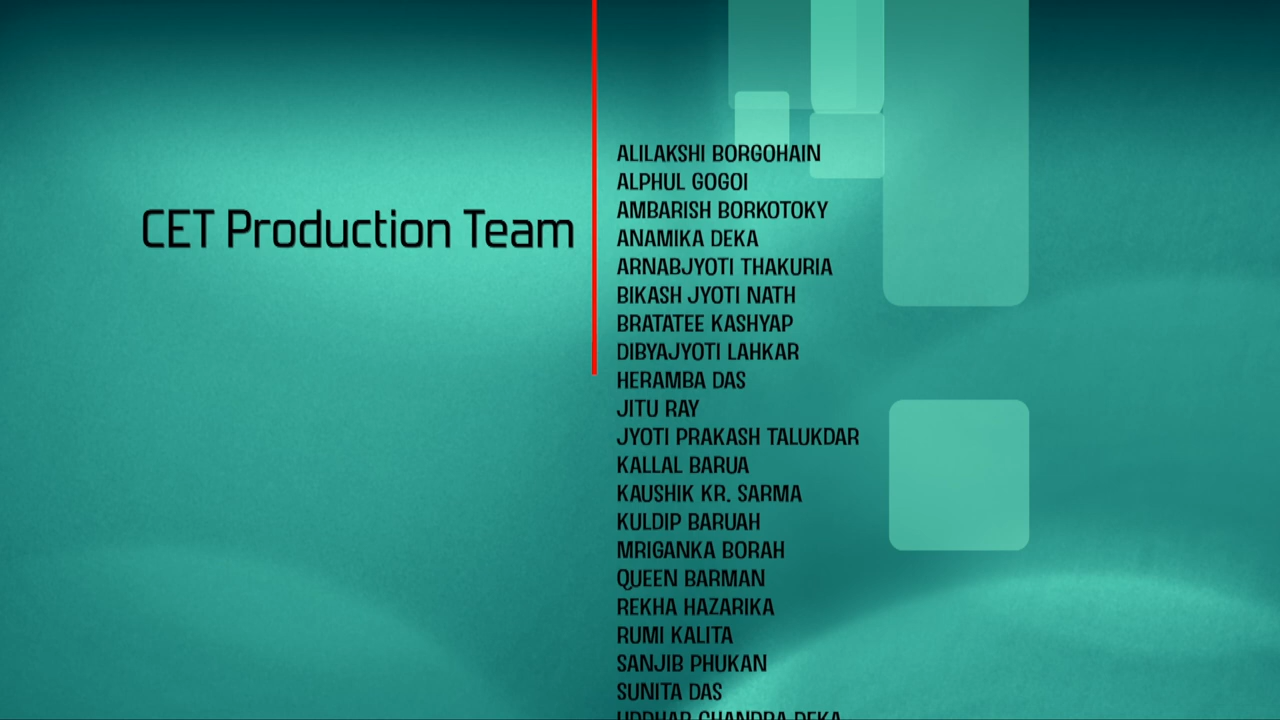 CET Production Team
ALILAKSHI BORGOHAIN
ALPHUL GOGOI
AMBARISH BORKOTOKY
ANAMIKA DEKA
ARNABJYOTI THAKURIA
BIKASH JYOTI NATH
BRATATEE KASHYAP
DIBYAJYOTI LAHKAR
HERAMBA DAS
JITU RAY
JYOTI PRAKASH TALUKDAR
KALLAL BARUA
KAUSHIK KR. SARMA
KULDIP BARUAH
MRIGANKA BORAH
QUEEN BARMAN
REKHA HAZARIKA
RUMI KALITA
SANJIB PHUKAN
SUNITA DAS
CHANDRA DEKA